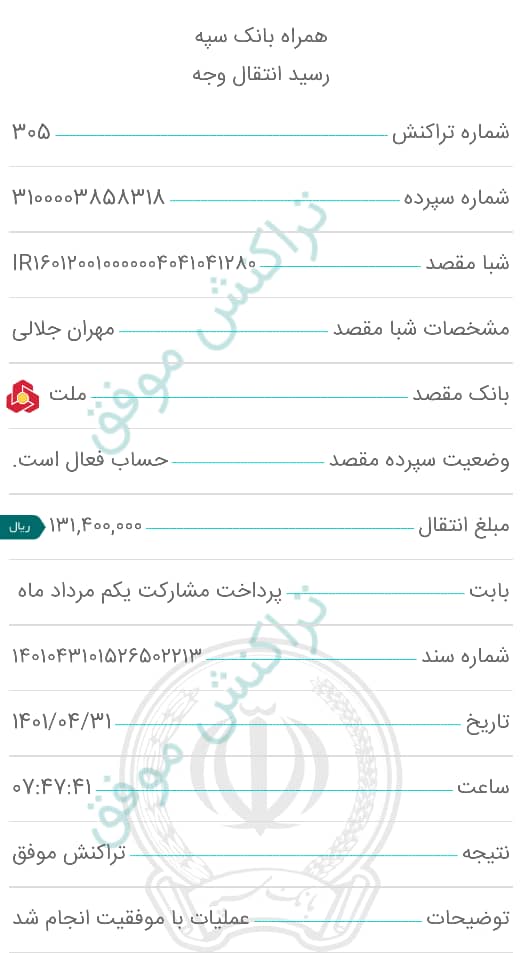 همراه بانک سپه
رسید انتقال وجه
شماره تراکنش ۳۰۵
شماره سپرده ۳۱۰۰۰۰۳۸۵۸۳۱۸
شبا مقصد IR۱۶۰۱۲۰۰۱۰۰۰۰۰۰۴۰۴۱۰۴۱۲۸۰
مشخصات شبا مقصد مهران جلالی
بانک مقصد ملت
وضعیت سپرده مقصد حساب فعال است.
مبلغ انتقال ۱۳۱,۴۰۰,۰۰۰ ریال
بابت پرداخت مشارکت یکم مرداد ماه
شماره سند ۱۴۰۱۰۴۳۱۰۱۵۲۶۵۰۲۲۱۳
تاریخ ۱۴۰۱/۰۴/۳۱
ساعت ۰۷:۴۷:۴۱
نتیجه تراکنش موفق
توضیحات عملیات با موفقیت انجام شد
تراکنش موفق
تراکنش موفق
بانک سپه